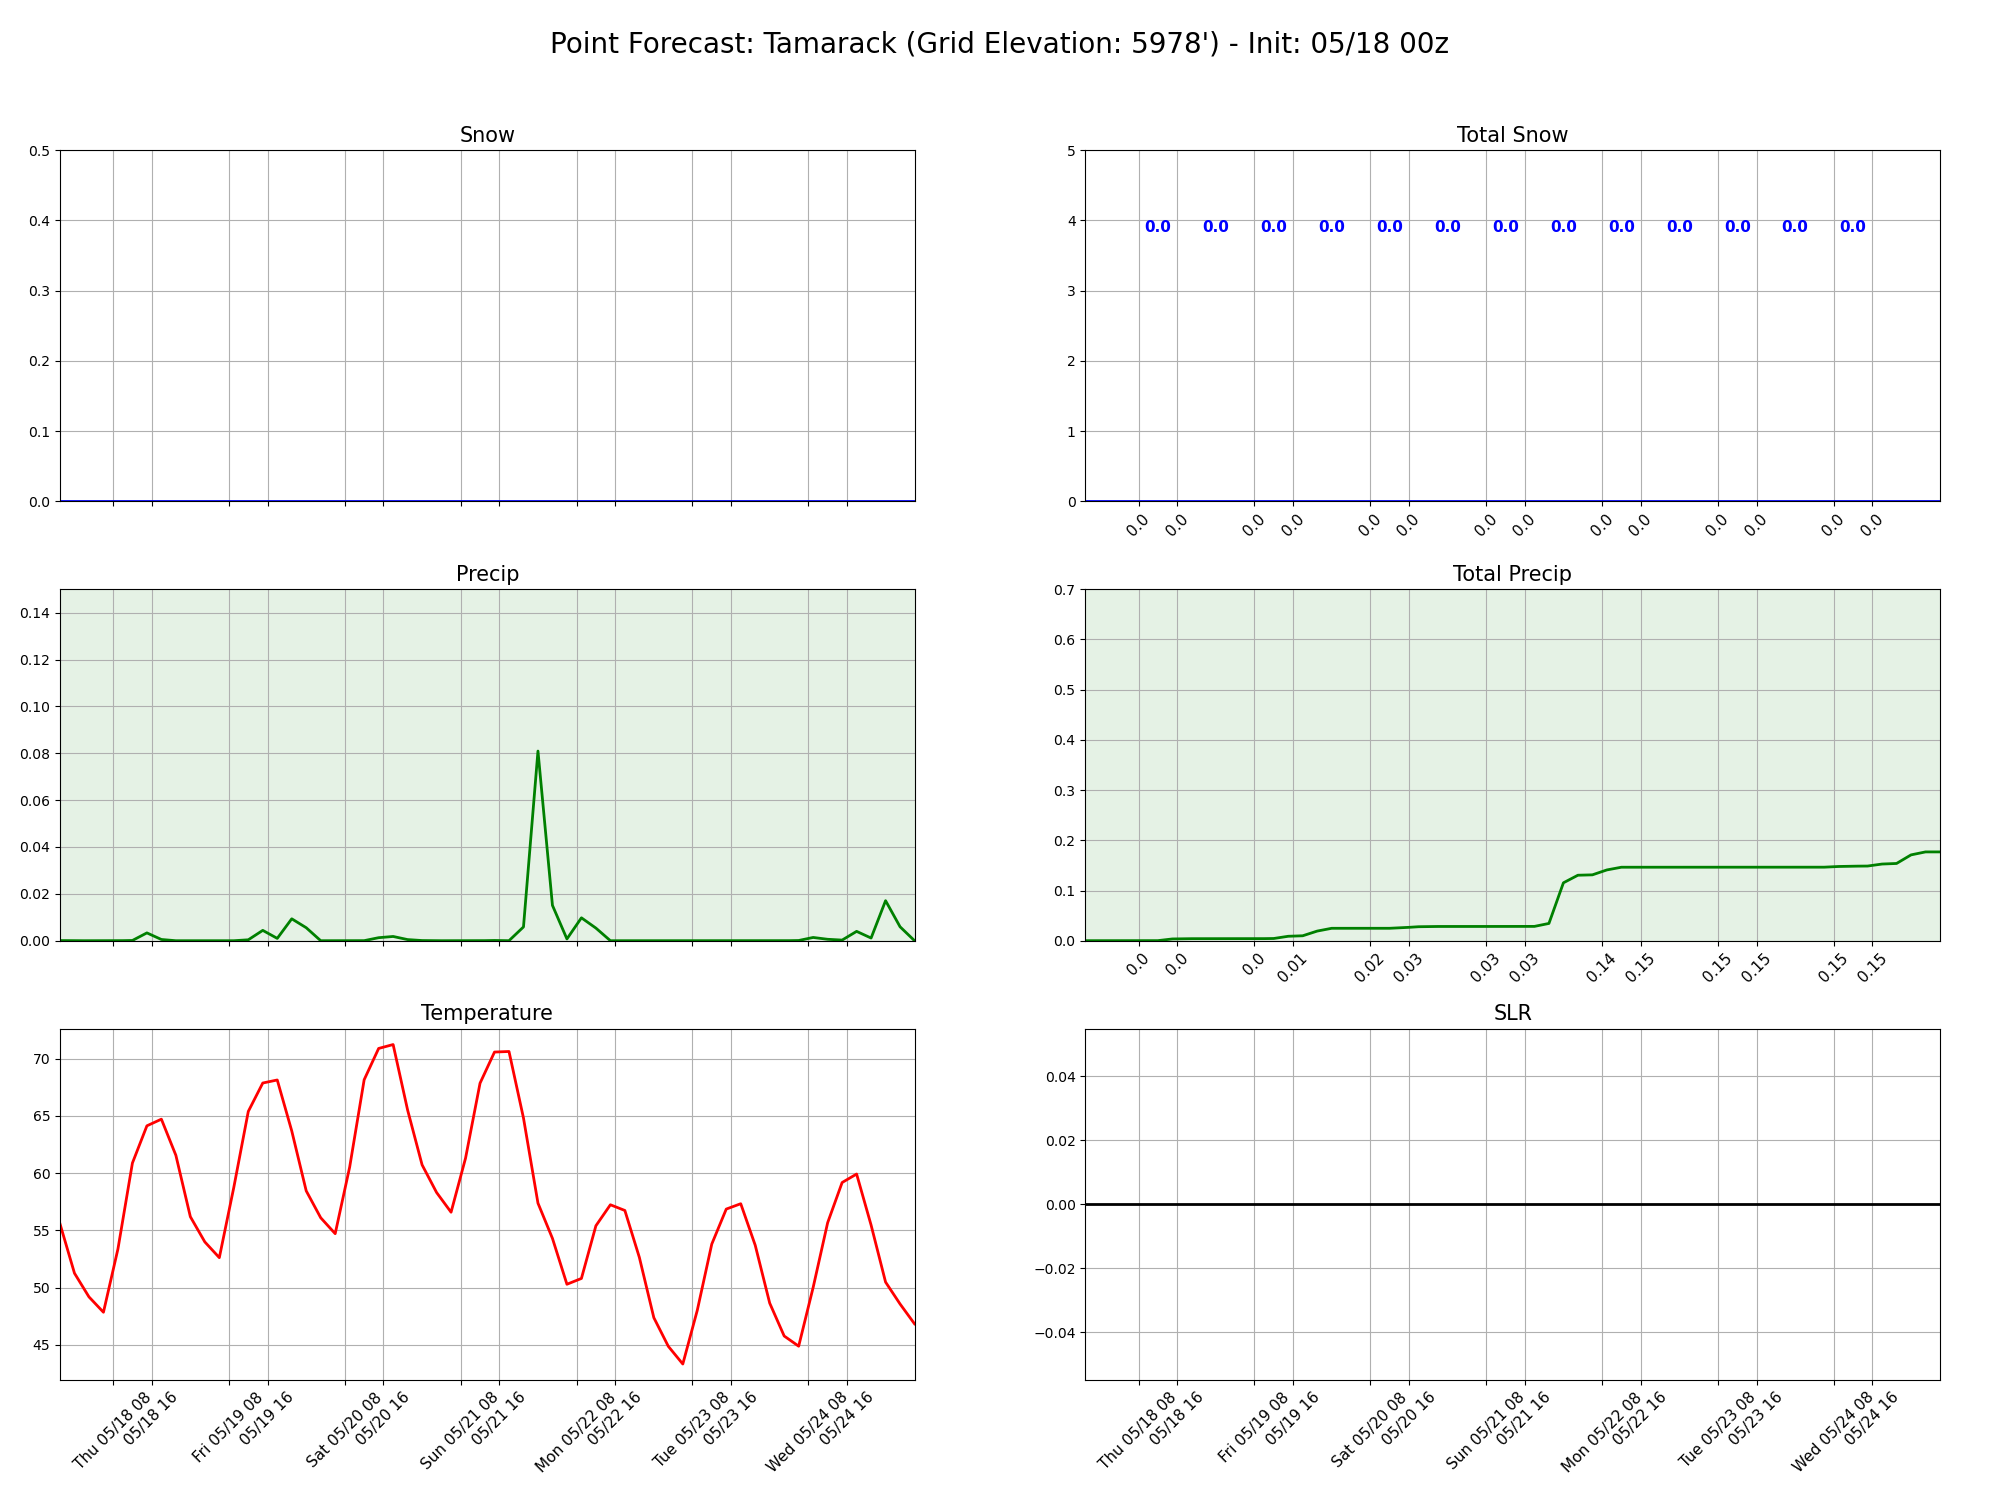 Point Forecast: Tamarack (Grid Elevation: 5978') - Init: 05/18 00z
Snow
0.5
0.4
0.3
0.2
0.1
0.0
Total Snow
5
4
3
2
1
0
0.0 0.0 0.0 0.0 0.0 0.0 0.0 0.0 0.0 0.0 0.0 0.0 0.0
0.0 0.0 0.0 0.0 0.0 0.0 0.0 0.0 0.0 0.0 0.0 0.0 0.0 0.0
Precip
0.14
0.12
0.10
0.08
0.06
0.04
0.02
0.00
Total Precip
0.7
0.6
0.5
0.4
0.3
0.2
0.1
0.0
0.0 0.0 0.0 0.01 0.02 0.03 0.03 0.03 0.14 0.15 0.15 0.15 0.15 0.15
Temperature
70
65
60
55
50
45
Thu 05/18 08
05/18 16
Fri 05/19 08
05/19 16
Sat 05/20 08
05/20 16
Sun 05/21 08
05/21 16
Mon 05/22 08
05/22 16
Tue 05/23 08
05/23 16
Wed 05/24 08
05/24 16
SLR
0.04
0.02
0.00
−0.02
−0.04
Thu 05/18 08
05/18 16
Fri 05/19 08
05/19 16
Sat 05/20 08
05/20 16
Sun 05/21 08
05/21 16
Mon 05/22 08
05/22 16
Tue 05/23 08
05/23 16
Wed 05/24 08
05/24 16